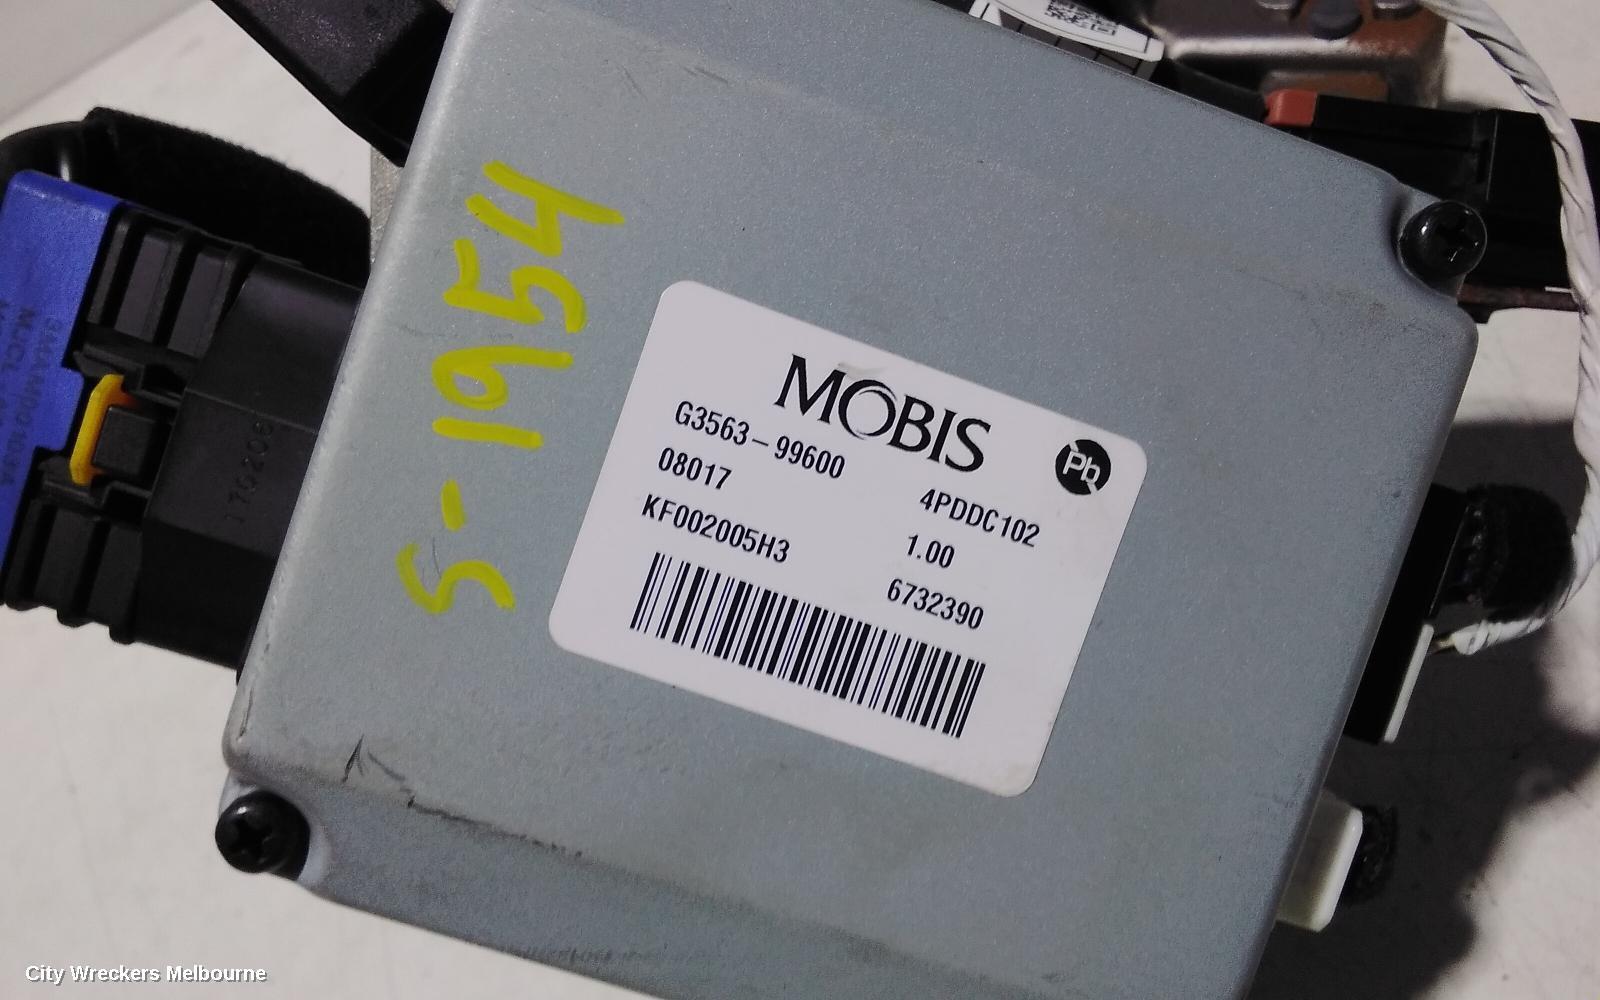 S-1954
MOBIS
Pb
G3563-99600
4PDDC102
08017
1.00
KF002005H3
6732390
City Wreckers Melbourne